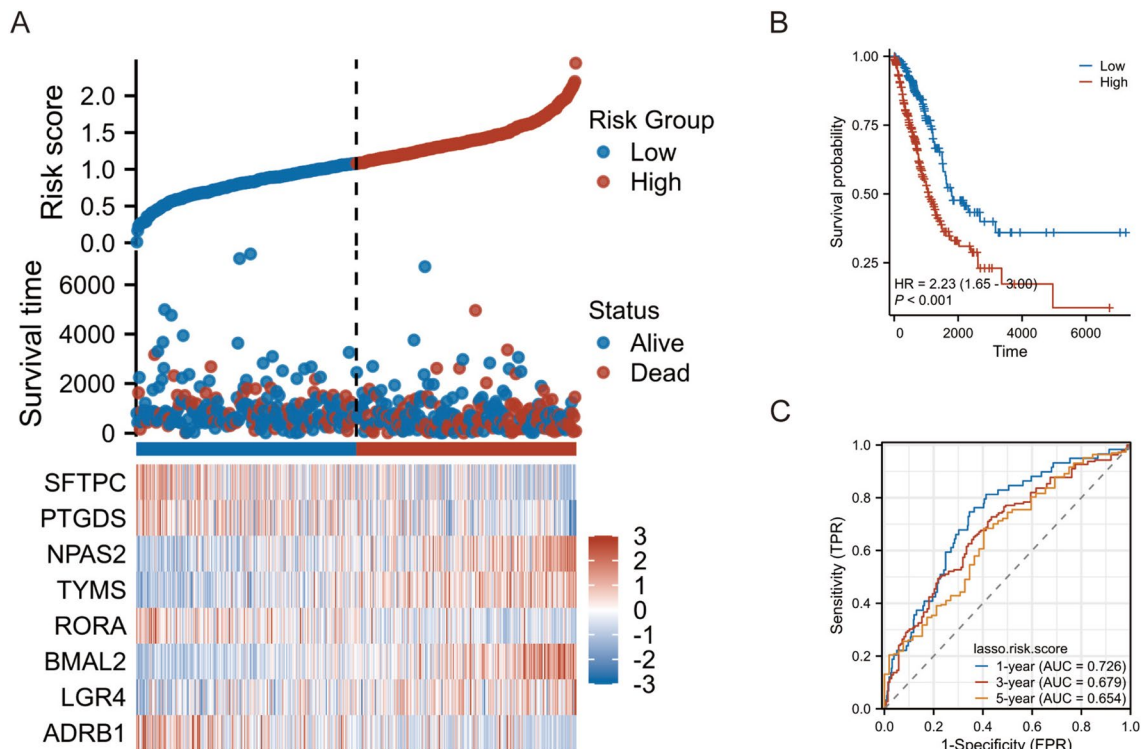 A
Risk score
2.0
1.5
1.0
0.5
0.0
Risk Group
Low
High
Survival time
6000
4000
2000
0
Status
Alive
Dead
SFTPC
PTGDS
NPAS2
TYMS
RORA
BMAL2
LGR4
ADRB1
3
2
1
0
-1
-2
-3
B
Survival probability
1.00
0.75
0.50
0.25
Low
High
HR = 2.23 (1.65 - 3.00)
P < 0.001
0 2000 4000 6000
Time
C
Sensitivity (TPR)
1.0
0.8
0.6
0.4
0.2
0.0
lasso.risk.score
1-year (AUC = 0.726)
3-year (AUC = 0.679)
5-year (AUC = 0.654)
0.0 0.2 0.4 0.6 0.8 1.0
1-Specificity (FPR)